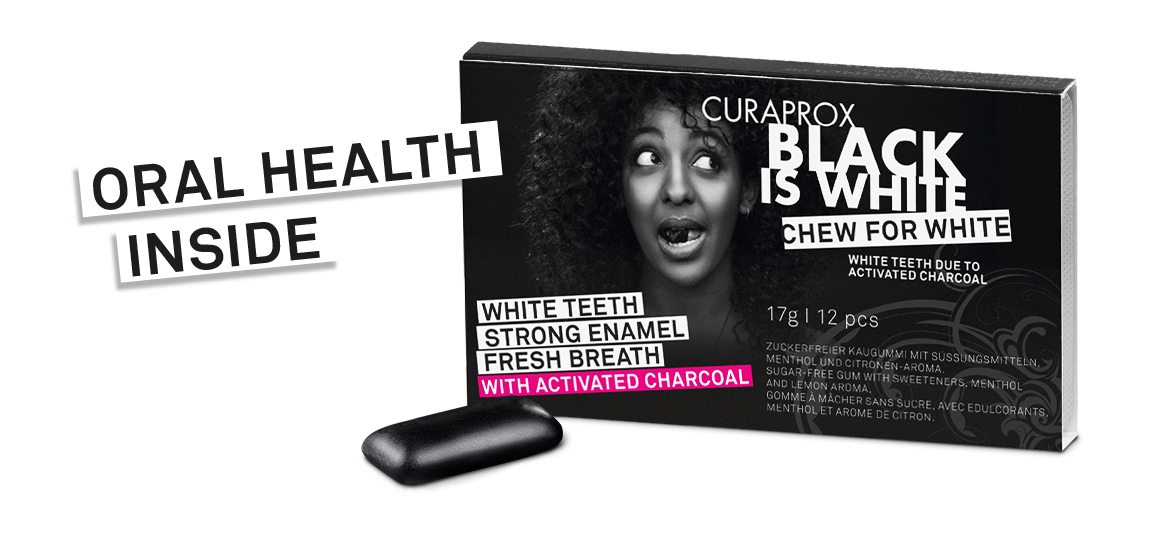 ORAL HEALTH
INSIDE
CURAPROX
BLACK
IS WHITE
CHEW FOR WHITE
WHITE TEETH DUE TO
ACTIVATED CHARCOAL
WHITE TEETH
STRONG ENAMEL
FRESH BREATH
WITH ACTIVATED CHARCOAL
17g | 12 pcs
ZUCKERFREIER KAUGUMMI MIT SÜSSUNGSMITTELN,
MENTHOL UND CITRONEN-AROMA.
SUGAR-FREE GUM WITH SWEETENERS, MENTHOL
AND LEMON AROMA.
GOMME À MÂCHER SANS SUCRE, AVEC EDULCORANTS,
MENTHOL ET AROME DE CITRON.